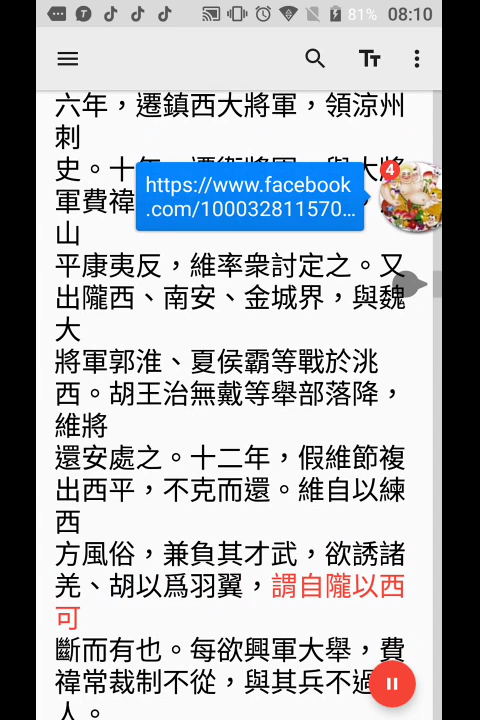 81% 08:10
六年，遷鎮西大將軍，領涼州
刺
史。十
https://www.facebook
.com/100032811570…
4
大將
軍費禕
山
平康夷反，維率衆討定之。又
出隴西、南安、金城界，與魏
大
將軍郭淮、夏侯霸等戰於洮
西。胡王治無戴等舉部落降，
維將
還安處之。十二年，假維節複
出西平，不克而還。維自以練
西
方風俗，兼負其才武，欲誘諸
羌、胡以爲羽翼，謂自隴以西
可
斷而有也。每欲興軍大舉，費
禕常裁制不從，與其兵不過
人。